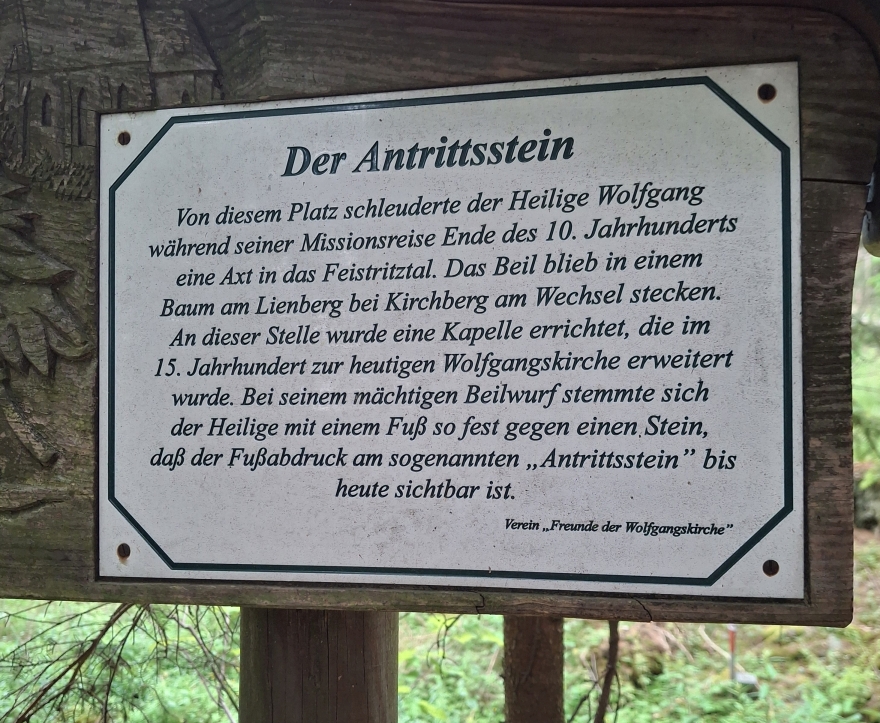 Der Antrittsstein
Von diesem Platz schleuderte der Heilige Wolfgang
während seiner Missionsreise Ende des 10. Jahrhunderts
eine Axt in das Feistritztal. Das Beil blieb in einem
Baum am Lienberg bei Kirchberg am Wechsel stecken.
An dieser Stelle wurde eine Kapelle errichtet, die im
15. Jahrhundert zur heutigen Wolfgangskirche erweitert
wurde. Bei seinem mächtigen Beilwurf stemmte sich
der Heilige mit einem Fuß so fest gegen einen Stein,
daß der Fußabdruck am sogenannten „Antrittsstein” bis
heute sichtbar ist.
Verein „Freunde der Wolfgangskirche”